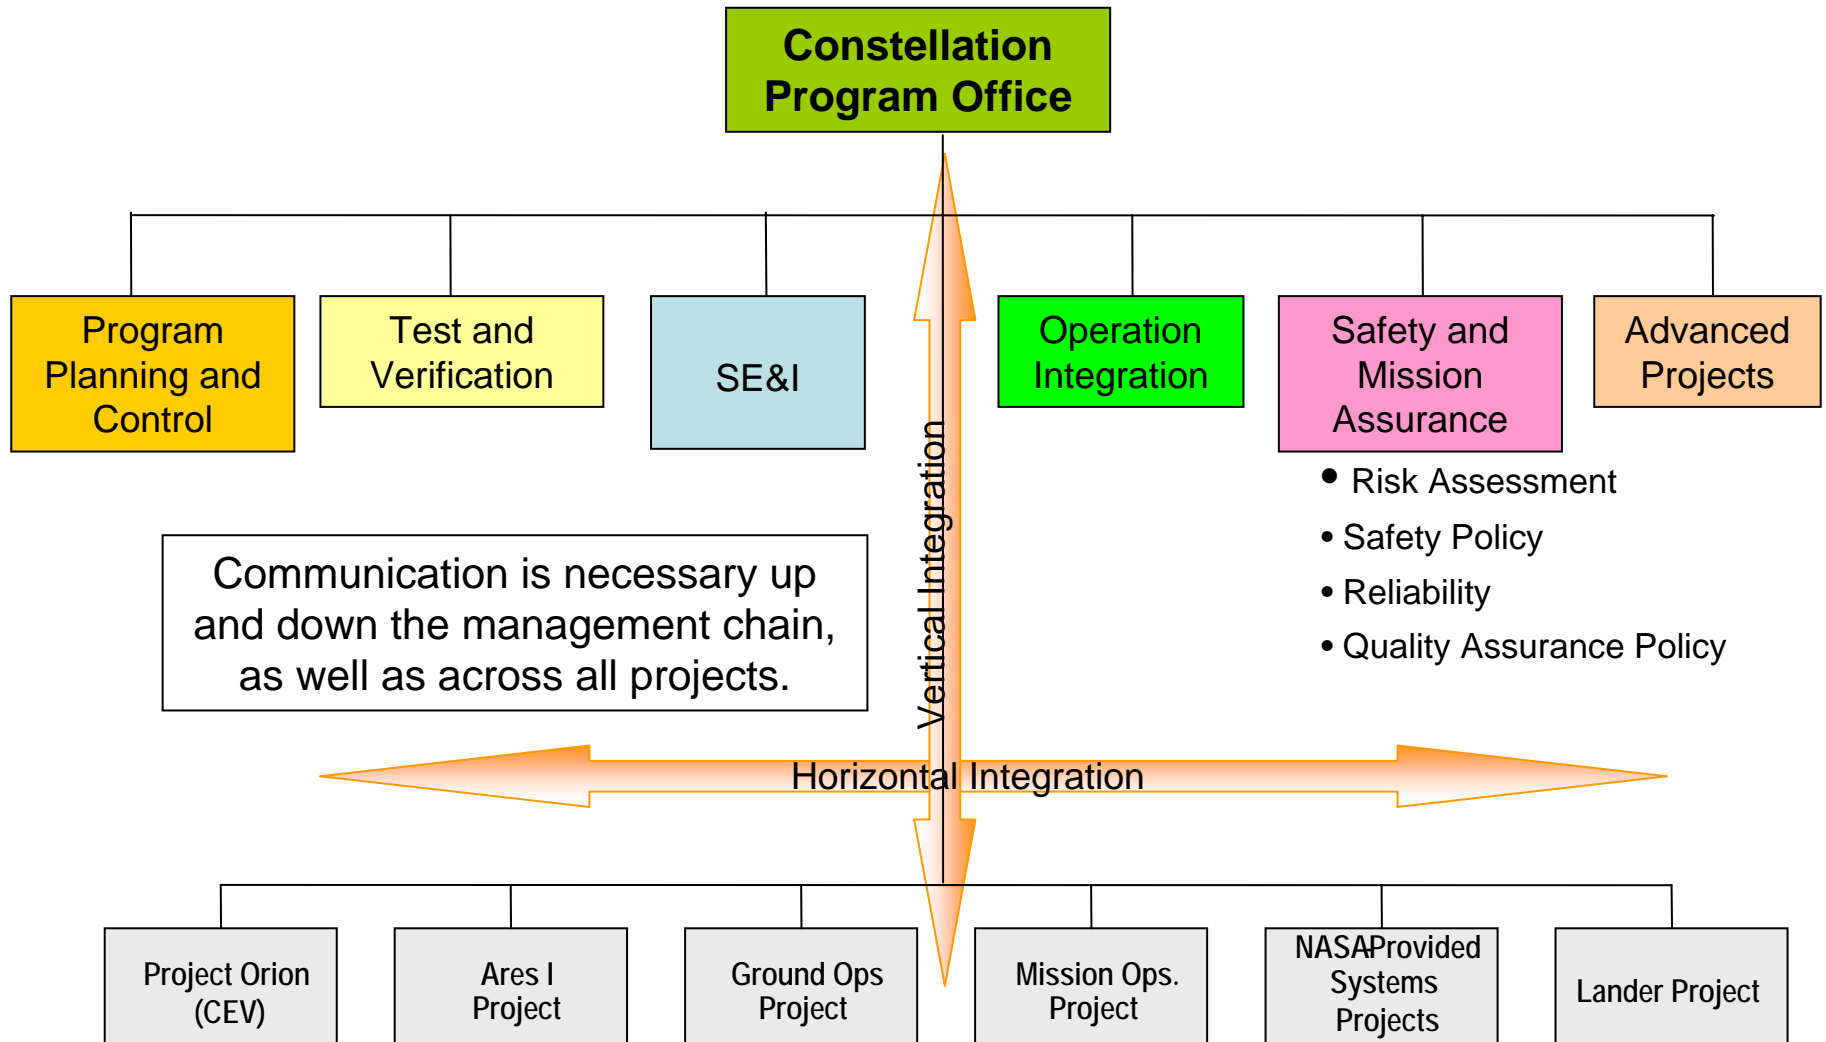 Constellation
Program Office
Program
Planning and
Control
Test and
Verification
SE&I
Operation
Integration
Safety and
Mission
Assurance
Advanced
Projects
• Risk Assessment
• Safety Policy
• Reliability
• Quality Assurance Policy
Communication is necessary up
and down the management chain,
as well as across all projects.
Vertical Integration
Horizontal Integration
Project Orion
(CEV)
Ares I
Project
Ground Ops
Project
Mission Ops.
Project
NASA-Provided
Systems
Projects
Lander Project